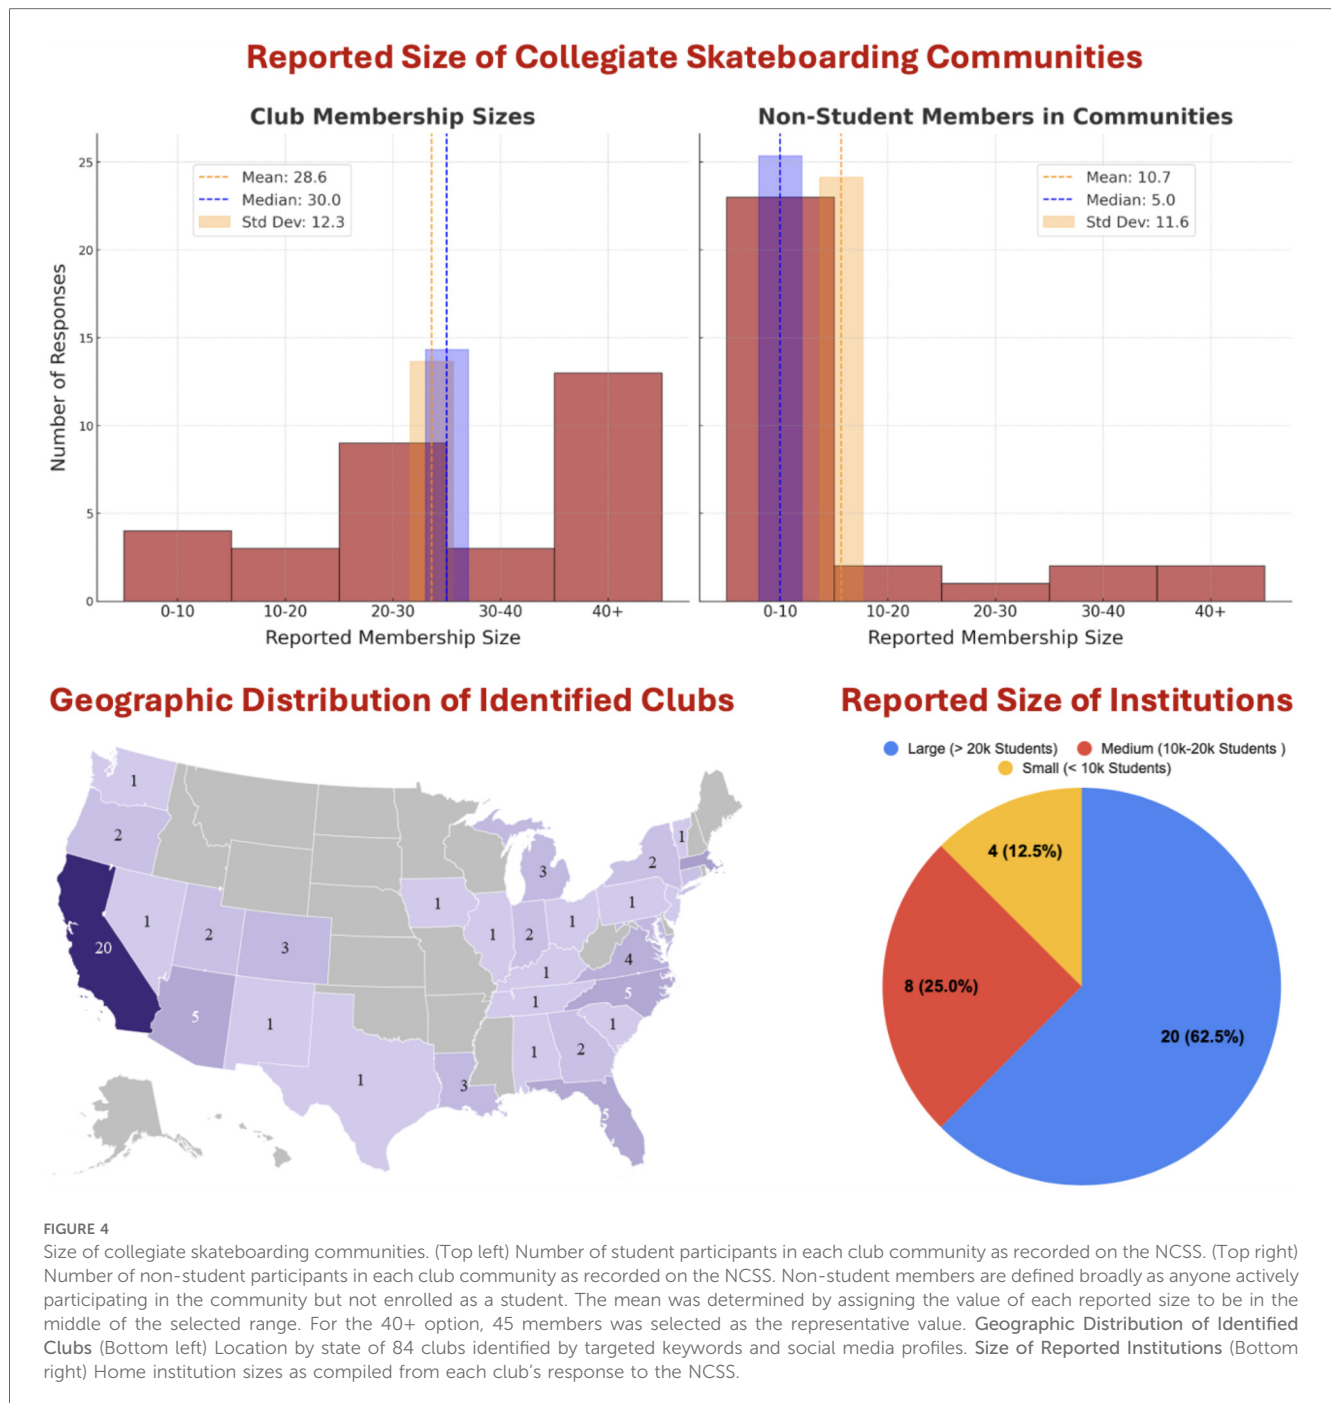 Reported Size of Collegiate Skateboarding Communities
Club Membership Sizes
Mean: 28.6
Median: 30.0
Std Dev: 12.3
Number of Responses
25
20
15
10
5
0
0-10
10-20
20-30
30-40
40+
Reported Membership Size
Non-Student Members in Communities
Mean: 10.7
Median: 5.0
Std Dev: 11.6
0-10
10-20
20-30
30-40
40+
Reported Membership Size
Geographic Distribution of Identified Clubs
1
2
20
1
2
3
5
1
1
1
3
1
2
1
3
1
1
1
2
5
1
5
4
1
2
1
Reported Size of Institutions
Large (> 20k Students)
Medium (10k-20k Students )
Small (< 10k Students)
4 (12.5%)
8 (25.0%)
20 (62.5%)
FIGURE 4
Size of collegiate skateboarding communities. (Top left) Number of student participants in each club community as recorded on the NCSS. (Top right)
Number of non-student participants in each club community as recorded on the NCSS. Non-student members are defined broadly as anyone actively
participating in the community but not enrolled as a student. The mean was determined by assigning the value of each reported size to be in the
middle of the selected range. For the 40+ option, 45 members was selected as the representative value. Geographic Distribution of Identified
Clubs (Bottom left) Location by state of 84 clubs identified by targeted keywords and social media profiles. Size of Reported Institutions (Bottom
right) Home institution sizes as compiled from each club's response to the NCSS.